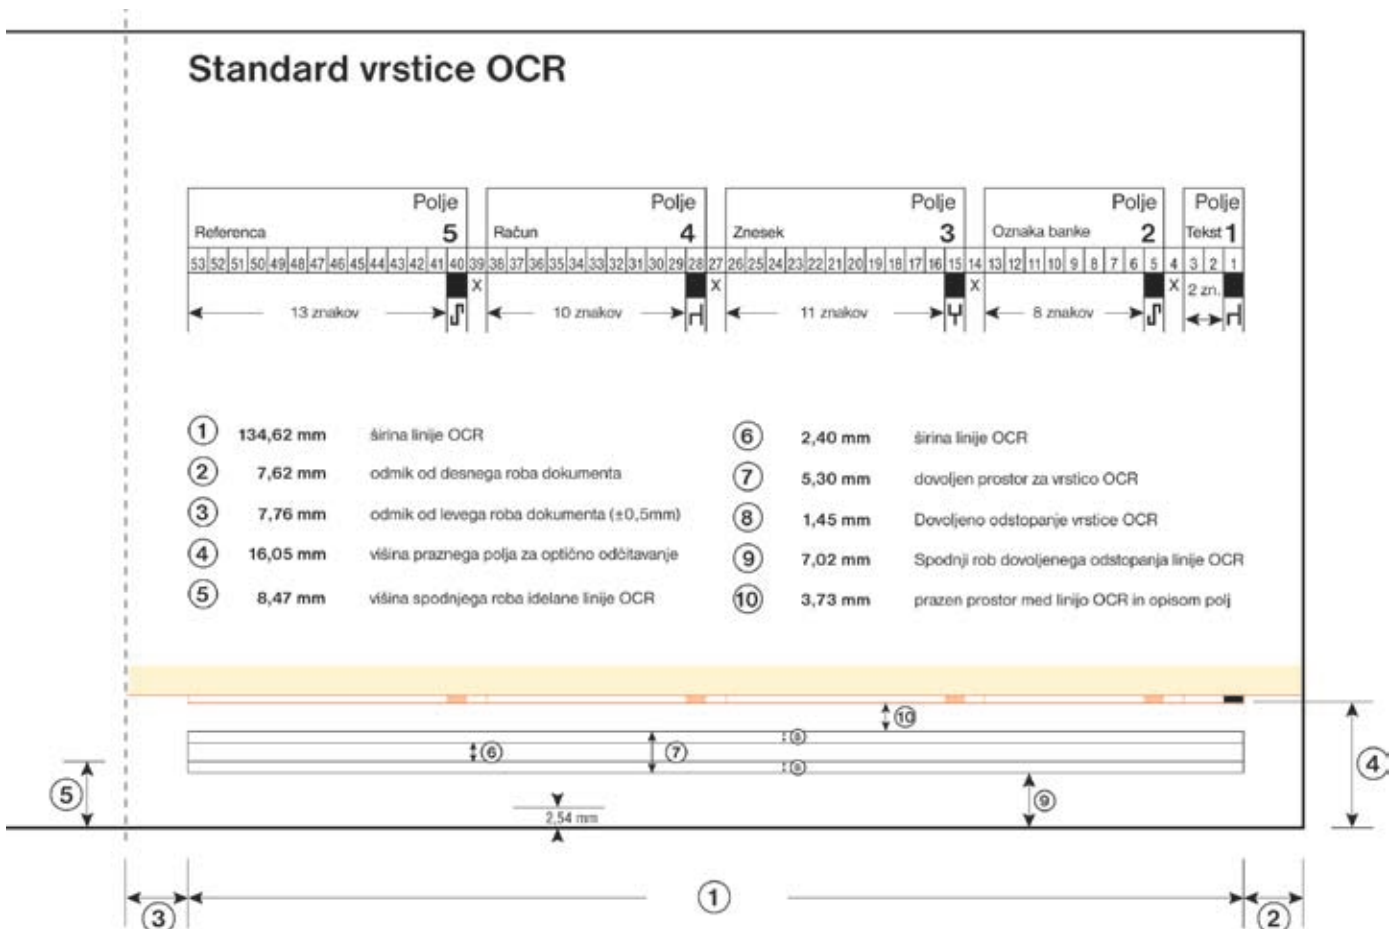 Standard vrstice OCR
Polje Polje Polje Polje Polje
Referenca 5 Račun 4 Znesek 3 Oznaka banke 2 Tekst 1
53 52 51 50 49 48 47 46 45 44 43 42 41 40 39 38 37 36 35 34 33 32 31 30 29 28 27 26 25 24 23 22 21 20 19 18 17 16 15 14 13 12 11 10 9 8 7 6 5 4 3 2 1
X X X X 2 zn.
13 znakov 10 znakov 11 znakov 8 znakov
1 134,62 mm širina linije OCR
2 7,62 mm odmik od desnega roba dokumenta
3 7,76 mm odmik od levega roba dokumenta (±0,5mm)
4 16,05 mm višina praznega polja za optično odčitavanje
5 8,47 mm višina spodnjega roba idelane linije OCR
6 2,40 mm širina linije OCR
7 5,30 mm dovoljen prostor za vrstico OCR
8 1,45 mm Dovoljeno odstopanje vrstice OCR
9 7,02 mm Spodnji rob dovoljenega odstopanja linije OCR
10 3,73 mm prazen prostor med linijo OCR in opisom polj
10
8
6 7
8
4
5
9
2,54 mm
1
3 2